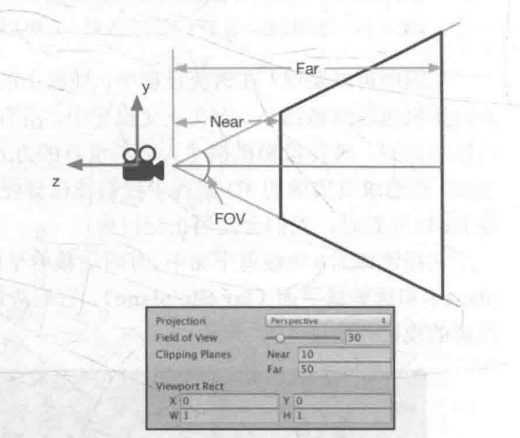 Far
y
Near
z
FOV
Projection Perspective
Field of View 30
Clipping Planes Near 10
Far 50
Viewport Rect
X 0 Y 0
W 1 H 1